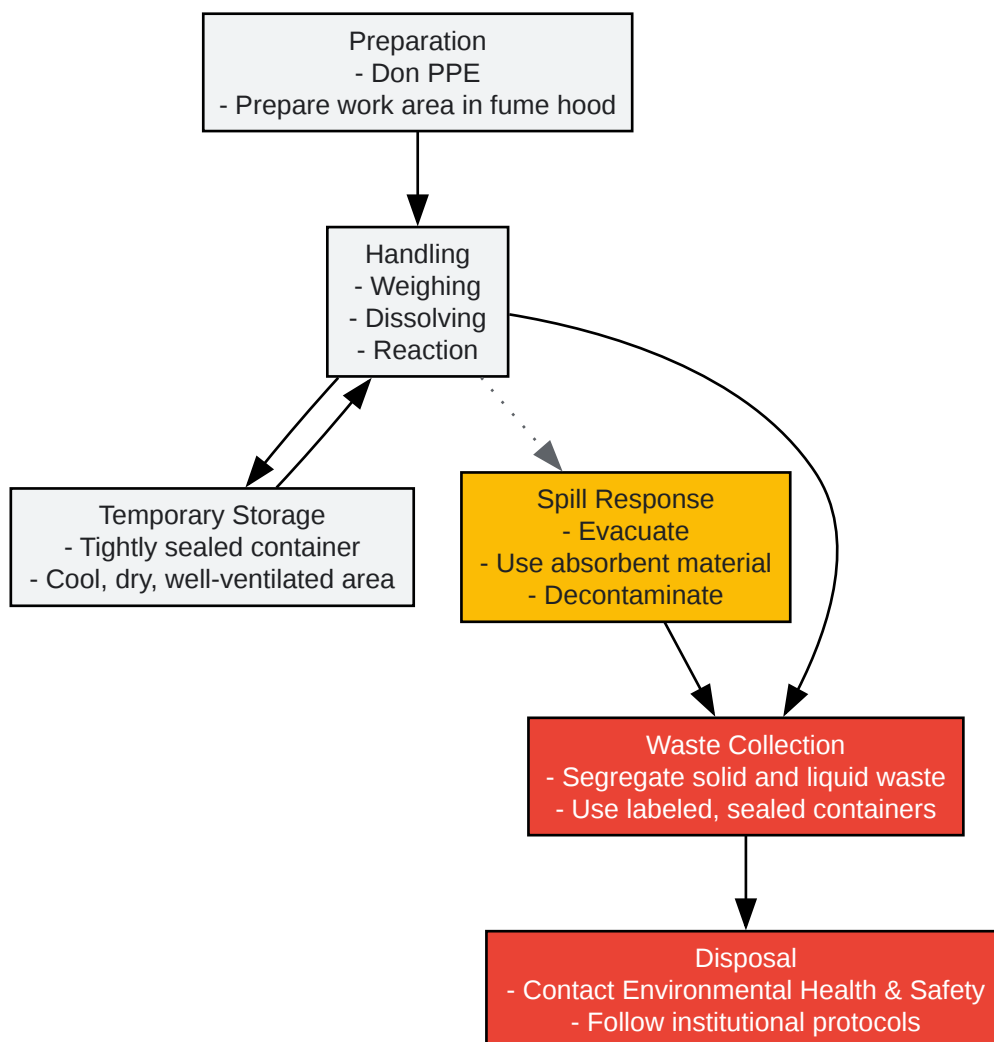 Preparation
- Don PPE
- Prepare work area in fume hood
Handling
- Weighing
- Dissolving
- Reaction
Temporary Storage
- Tightly sealed container
- Cool, dry, well-ventilated area
Spill Response
- Evacuate
- Use absorbent material
- Decontaminate
Waste Collection
- Segregate solid and liquid waste
- Use labeled, sealed containers
Disposal
- Contact Environmental Health & Safety
- Follow institutional protocols